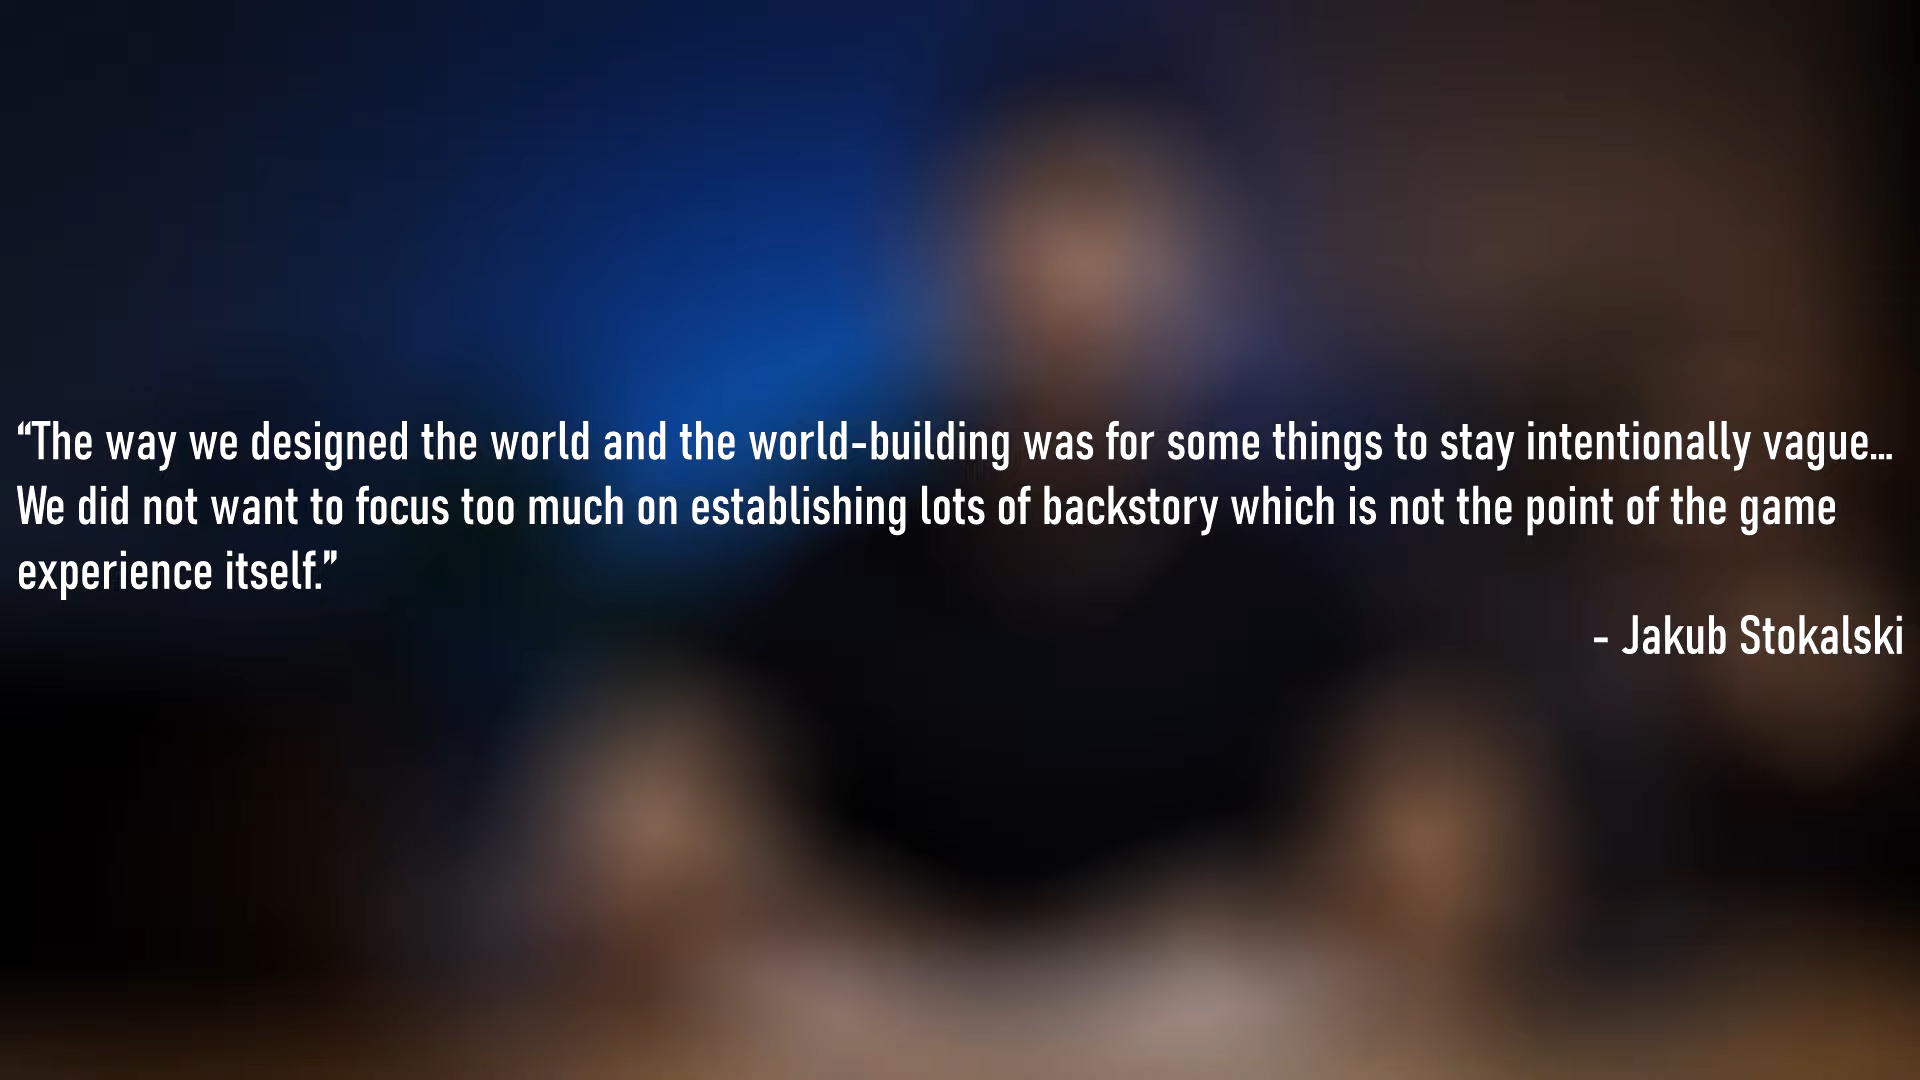 “The way we designed the world and the world-building was for some things to stay intentionally vague...
We did not want to focus too much on establishing lots of backstory which is not the point of the game
experience itself.”
- Jakub Stokalski